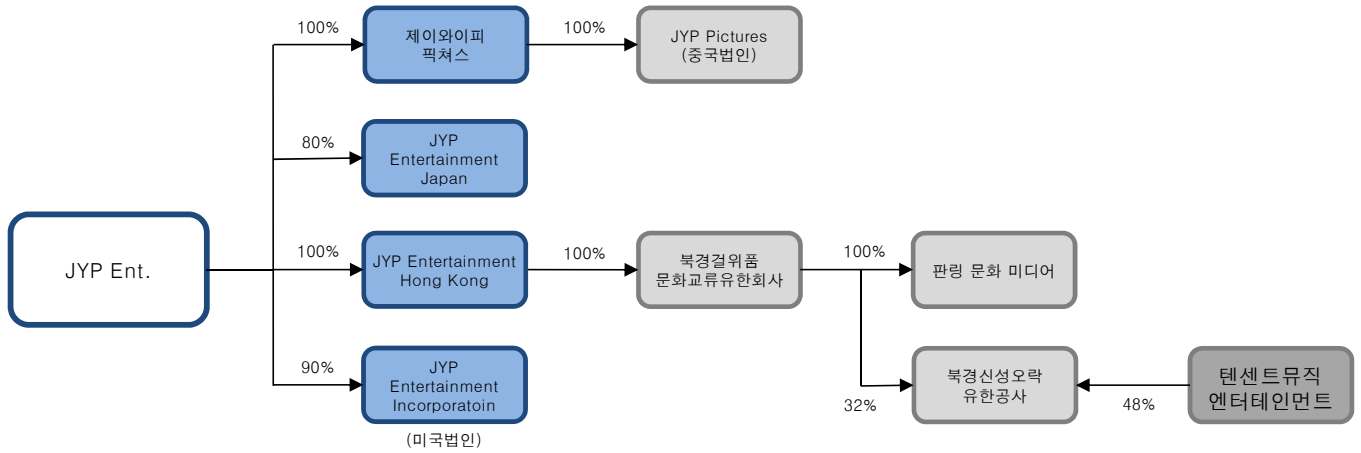 100%
제이와이피
픽쳐스
100%
JYP Pictures
(중국법인)
80%
JYP
Entertainment
Japan
JYP Ent.
100%
JYP Entertainment
Hong Kong
100%
북경걸위품
문화교류유한회사
100%
판링 문화 미디어
90%
JYP
Entertainment
Incorporatoin
(미국법인)
32%
북경신성오락
유한공사
48%
텐센트뮤직
엔터테인먼트